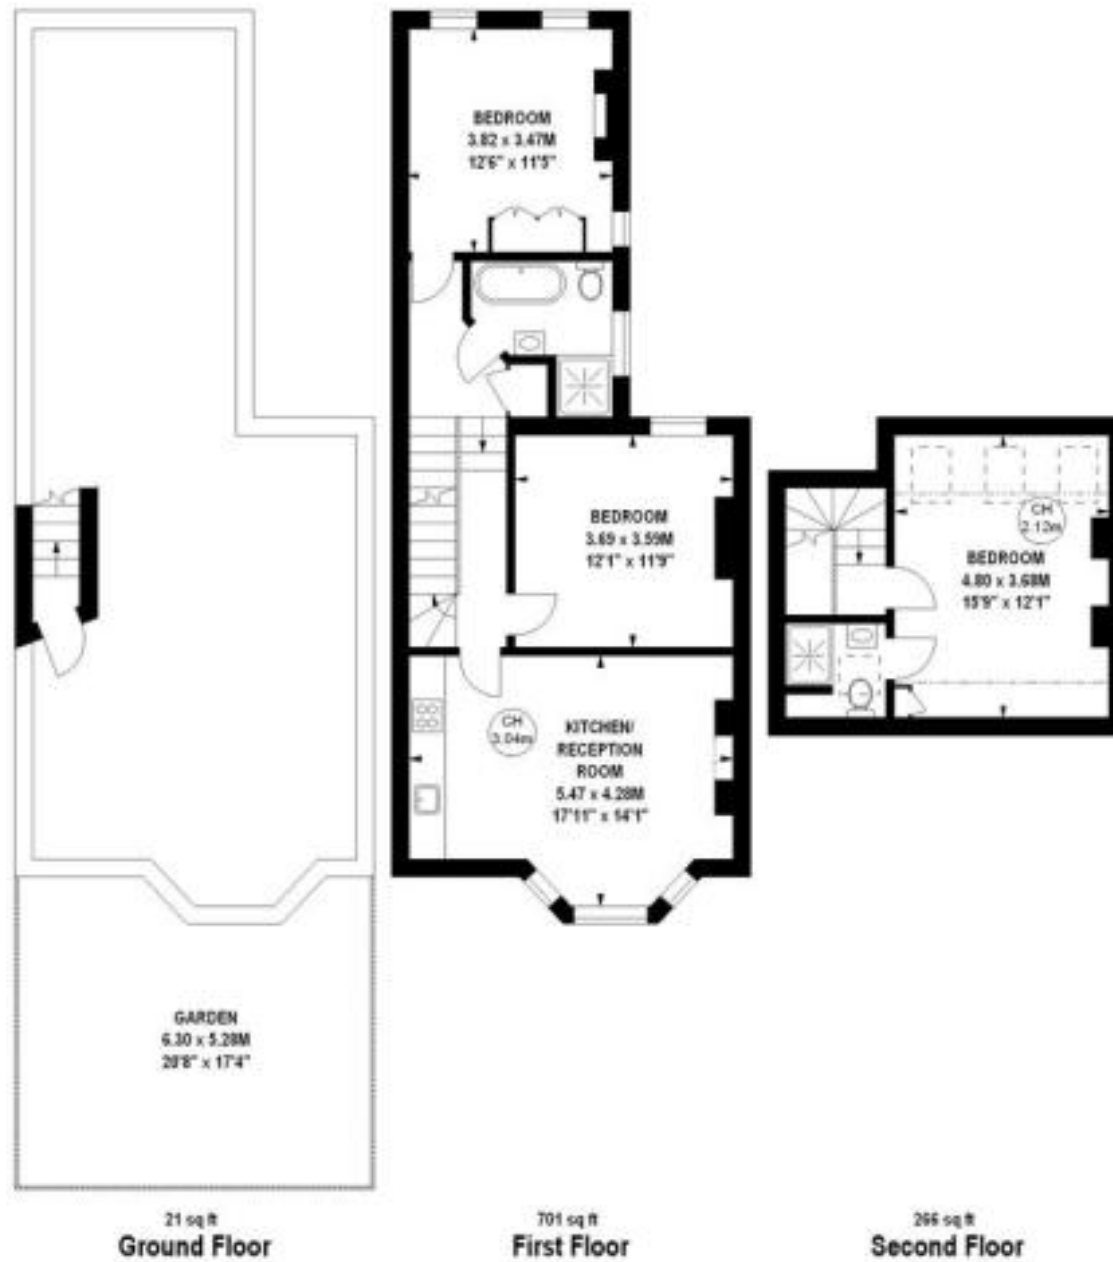 BEDROOM
3.82 x 3.47M
12'6" x 11'5"
BEDROOM
3.69 x 3.59M
12'1" x 11'9"
CH
2.12m
BEDROOM
4.80 x 3.68M
15'9" x 12'1"
CH
3.04m
KITCHEN/
RECEPTION
ROOM
5.47 x 4.28M
17'11" x 14'1"
GARDEN
6.30 x 5.28M
20'8" x 17'4"
21 sq ft
Ground Floor
701 sq ft
First Floor
266 sq ft
Second Floor